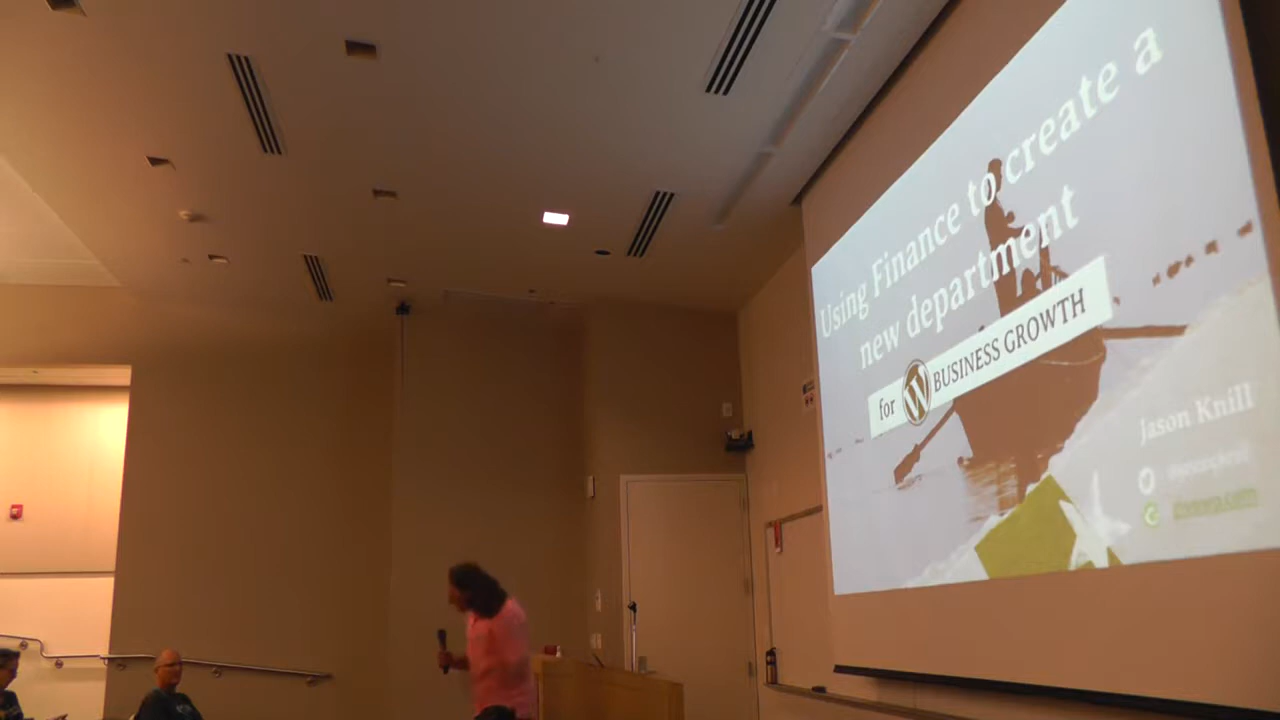 Using Finance to create a
new department
for W BUSINESS GROWTH
Jason Knill